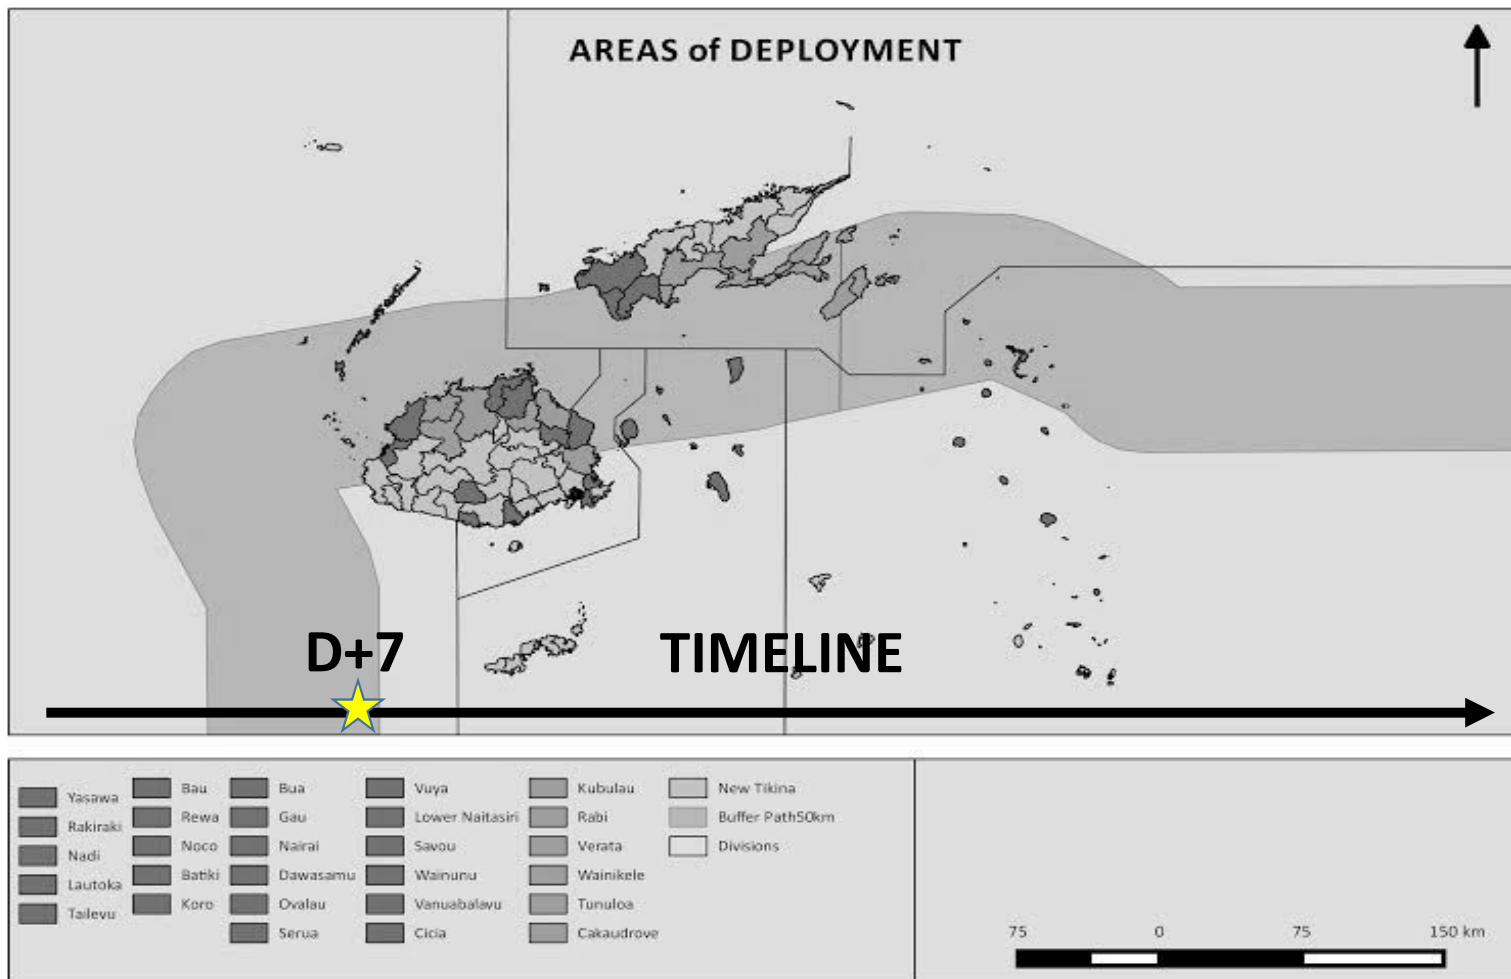 AREAS of DEPLOYMENT
D+7
TIMELINE
Yasawa
Rakiraki
Nadi
Lautoka
Tailevu
Bau
Rewa
Noco
Batiki
Koro
Bua
Gau
Nairai
Dawasamu
Ovalau
Serua
Vuya
Lower Naitasiri
Savou
Wainunu
Vanuabalavu
Cicia
Kubulau
Rabi
Verata
Wainikele
Tunuloa
Cakaudrove
New Tikina
Buffer Path50km
Divisions
75 0 75 150 km